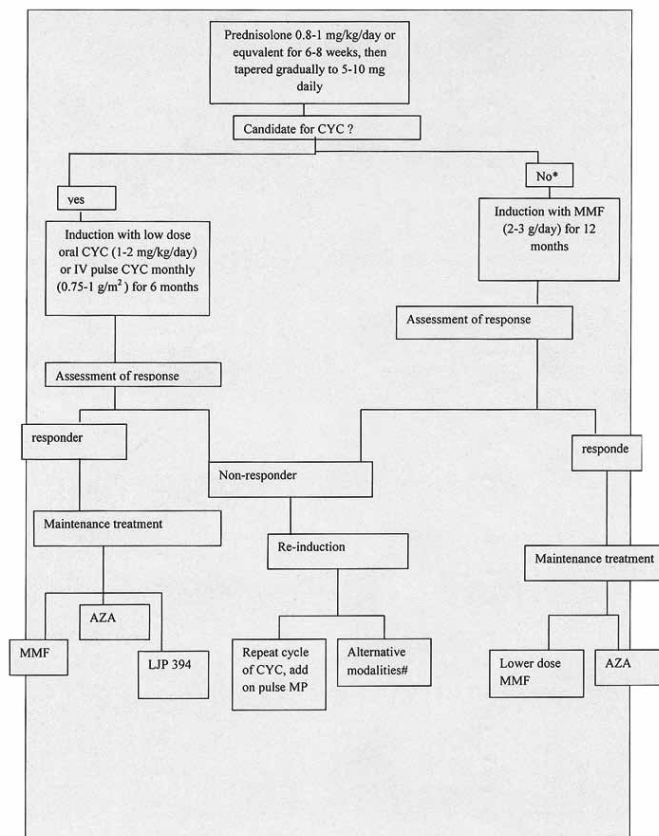 Prednisolone 0.8-1 mg/kg/day or
equvalent for 6-8 weeks, then
tapered gradually to 5-10 mg
daily
Candidate for CYC ?
yes
No*
Induction with low dose
oral CYC (1-2 mg/kg/day)
or IV pulse CYC monthly
(0.75-1 g/m²) for 6 months
Induction with MMF
(2-3 g/day) for 12
months
Assessment of response
Assessment of response
responder
Non-responder
responde
Maintenance treatment
Re-induction
Maintenance treatment
MMF
AZA
LJP 394
Repeat cycle
of CYC, add
on pulse MP
Alternative
modalities#
Lower dose
MMF
AZA